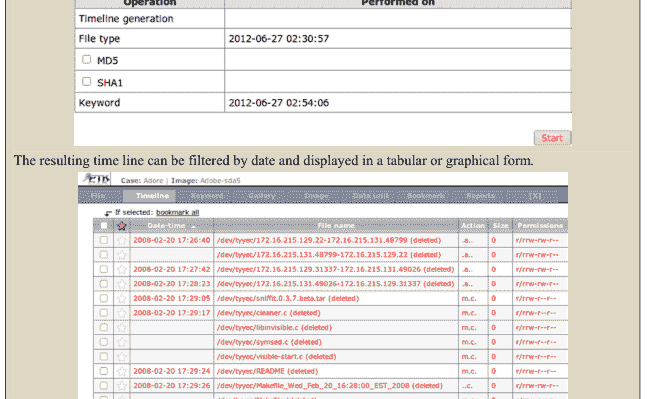 Operation Performed on
Timeline generation
File type 2012-06-27 02:30:57
MD5
SHA1
Keyword 2012-06-27 02:54:06
Start
The resulting time line can be filtered by date and displayed in a tabular or graphical form.
Case: Adore | Image: Adobe-sda5
File Timeline Keyword Gallery Image Data unit Bookmark Reports [X]
If selected: bookmark all
Date-time File name Action Size Permissions
2008-02-20 17:26:40 /dev/tyyec/172.16.215.129.22-172.16.215.131.48799 (deleted) .a.. 0 r/rrw-rw-r--
/dev/tyyec/172.16.215.131.48799-172.16.215.129.22 (deleted) .a.. 0 r/rrw-rw-r--
2008-02-20 17:27:42 /dev/tyyec/172.16.215.129.31337-172.16.215.131.49026 (deleted) .a.. 0 r/rrw-rw-r--
2008-02-20 17:28:23 /dev/tyyec/172.16.215.131.49026-172.16.215.129.31337 (deleted) .a.. 0 r/rrw-rw-r--
2008-02-20 17:29:05 /dev/tyyec/sniffit.0.3.7.beta.tar (deleted) m.c. 0 r/rrw-r--r--
2008-02-20 17:29:17 /dev/tyyec/cleaner.c (deleted) m.c. 0 r/rrw-r--r--
/dev/tyyec/libinvisible.c (deleted) m.c. 0 r/rrw-r--r--
/dev/tyyec/symsed.c (deleted) m.c. 0 r/rrw-r--r--
/dev/tyyec/visible-start.c (deleted) m.c. 0 r/rrw-r--r--
2008-02-20 17:29:24 /dev/tyyec/README (deleted) m.c. 0 r/rrw-r--r--
2008-02-20 17:29:26 /dev/tyyec/Makefile_Wed_Feb_20_16:28:00_EST_2008 (deleted) ..c. 0 r/rrw-r--r--